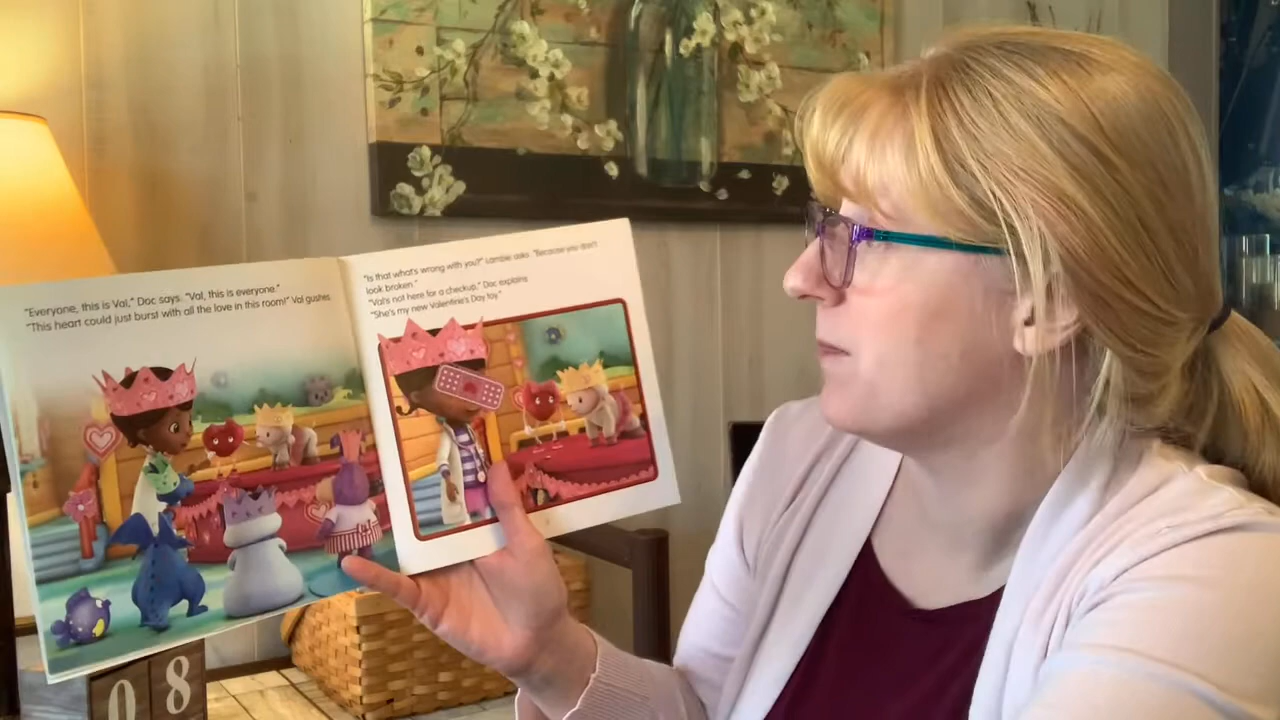 "Everyone, this is Val," Doc says. "Val, this is everyone."
"This heart could just burst with all the love in this room!" Val gushes.
"Is that what's wrong with you?" Lambie asks. "Because you don't
look broken."
"Val's not here for a checkup," Doc explains.
"She's my new Valentine's Day toy."
08